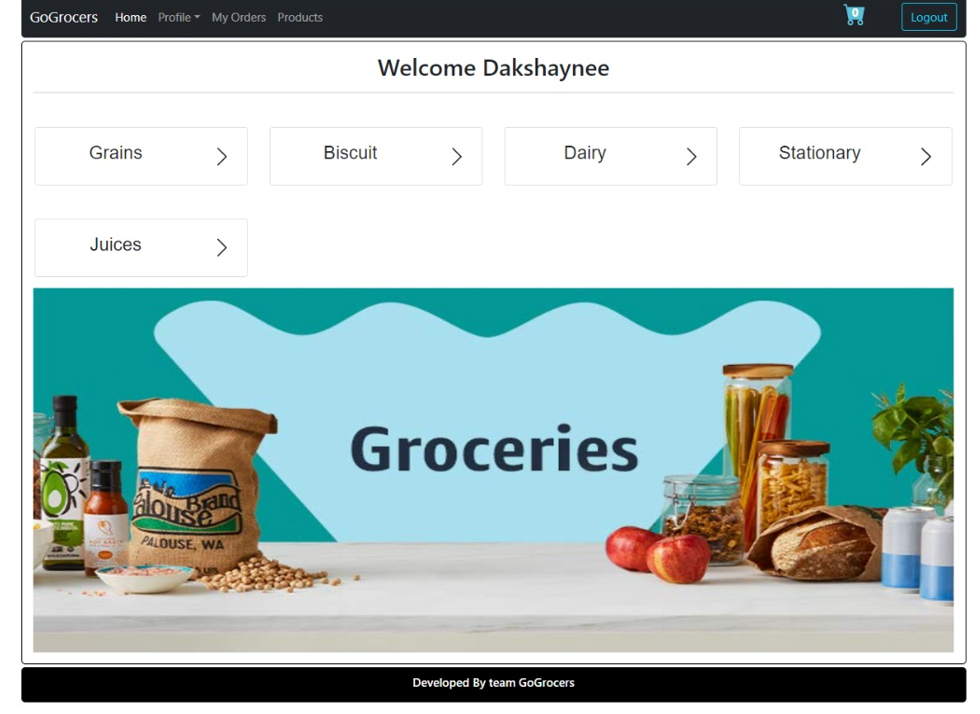 GoGrocers Home Profile My Orders Products 0 Logout
Welcome Dakshaynee
Grains
Biscuit
Dairy
Stationary
Juices
Groceries
Palouse Brand
PALOUSE, WA
Developed By team GoGrocers